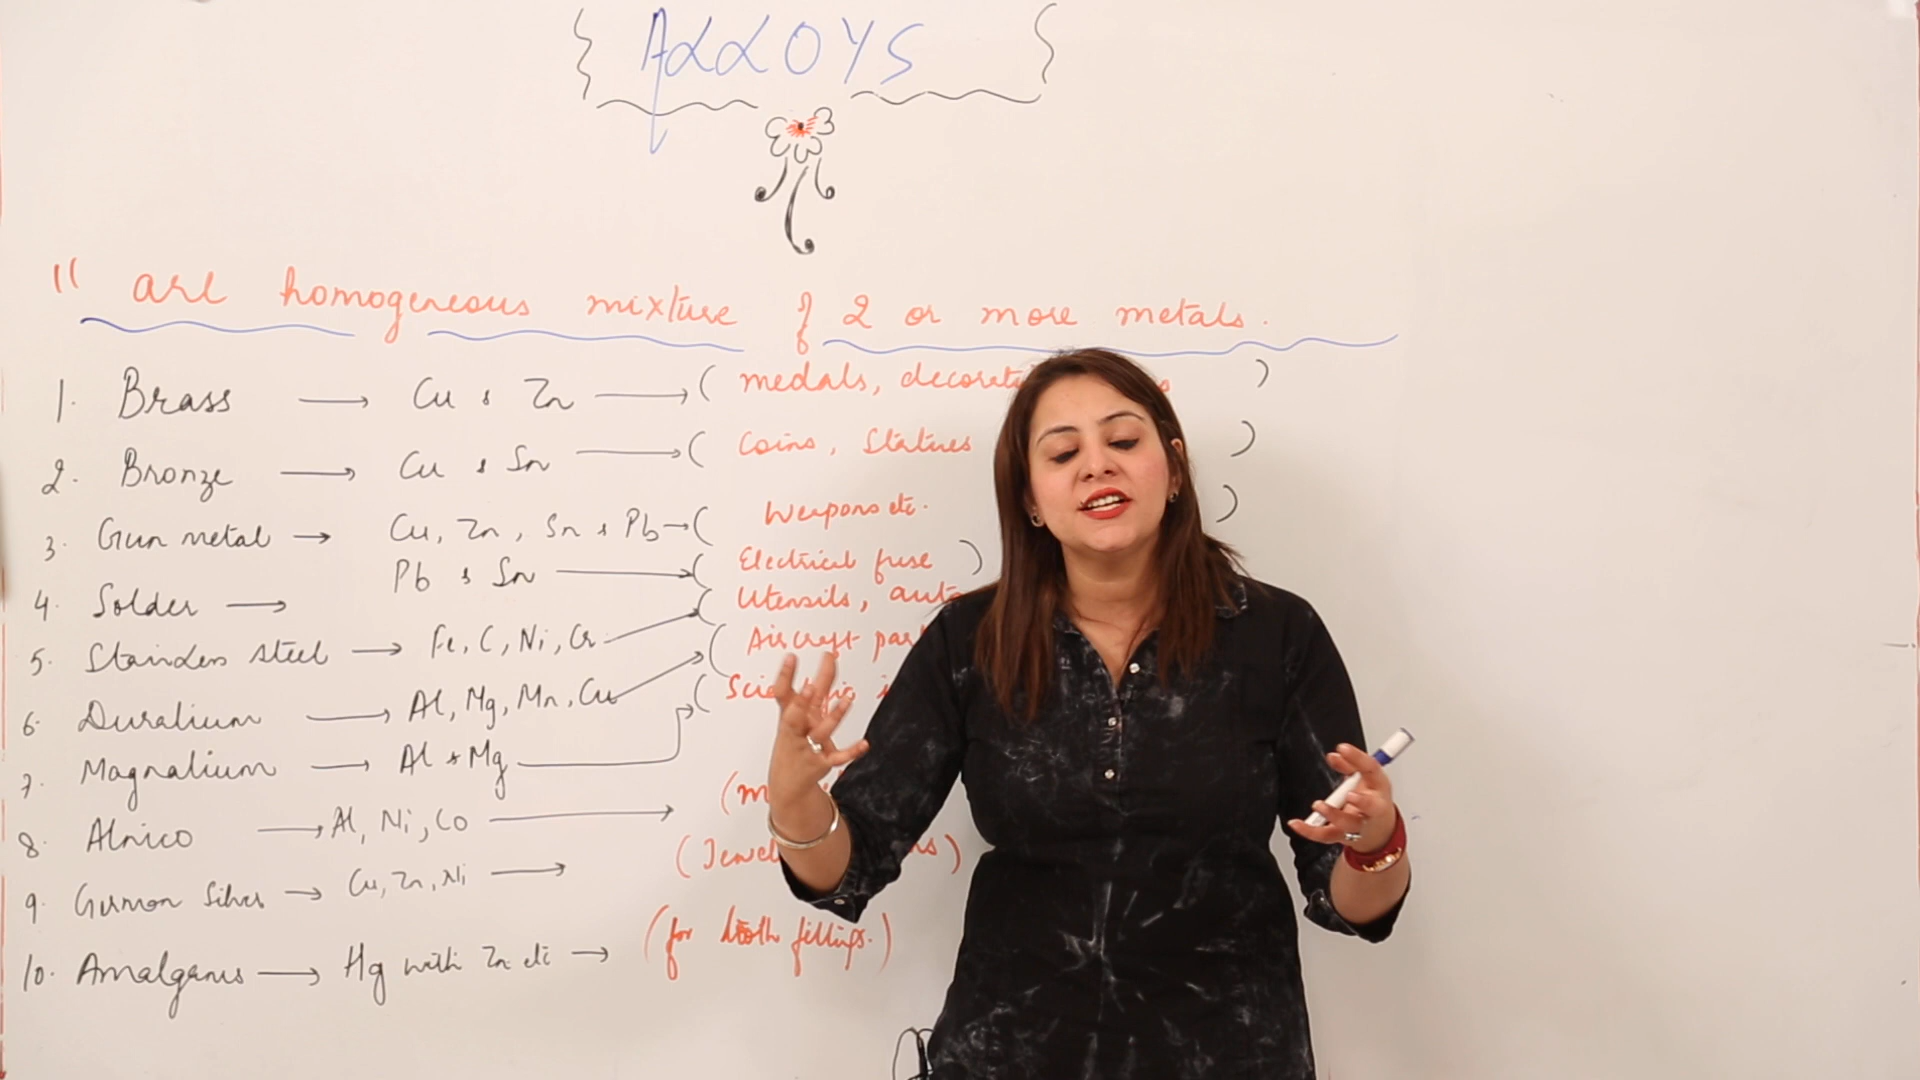 ALLOYS
" are homogeneous mixture of 2 or more metals.
1. Brass → Cu & Zn → ( medals, )
2. Bronze → Cu & Sn → ( Coins, Statues )
3. Gun metal → Cu, Zn, Sn & Pb → ( Weapons etc. )
4. Solder → Pb & Sn → ( Electrical fuse )
5. Stainless steel → Fe, C, Ni, Cr → ( Utensils,
6. Duralium → Al, Mg, Mn, Cu → ( Aircraft
7. Magnalium → Al & Mg → (
8. Alnico → Al, Ni, Co → (
9. German Silver → Cu, Zn, Ni → ( )
10. Amalgams → Hg with Zn etc → (for tooth fillings.)